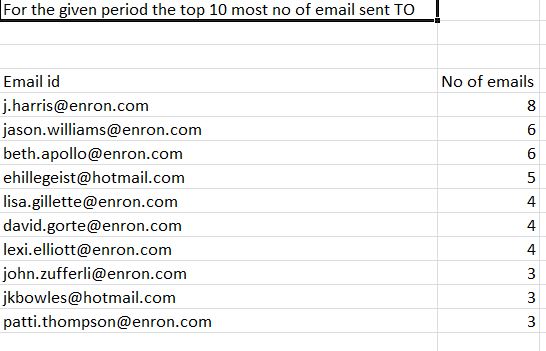 For the given period the top 10 most no of email sent TO
Email id No of emails
j.harris@enron.com 8
jason.williams@enron.com 6
beth.apollo@enron.com 6
ehillegeist@hotmail.com 5
lisa.gillette@enron.com 4
david.gorte@enron.com 4
lexi.elliott@enron.com 4
john.zufferli@enron.com 3
jkbowles@hotmail.com 3
patti.thompson@enron.com 3